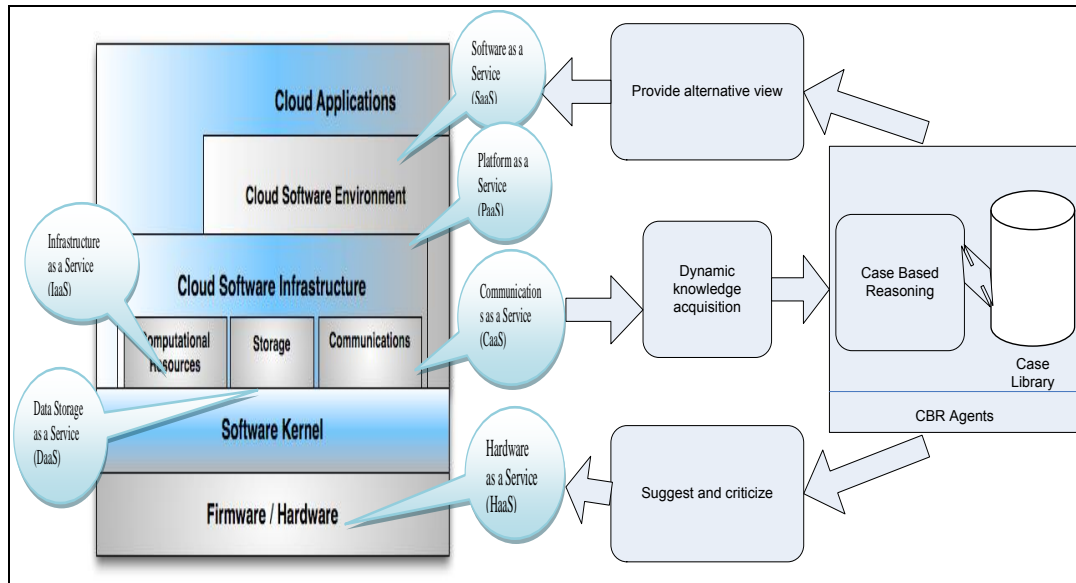 Cloud Applications
Cloud Software Environment
Cloud Software Infrastructure
Computational
Resources
Storage
Communications
Software Kernel
Firmware / Hardware
Software as a
Service
(SaaS)
Platform as a
Service
(PaaS)
Infrastructure
as a Service
(IaaS)
Communication
s as a Service
(CaaS)
Data Storage
as a Service
(DaaS)
Hardware
as a Service
(HaaS)
Provide alternative view
Dynamic
knowledge
acquisition
Suggest and criticize
Case Based
Reasoning
Case
Library
CBR Agents